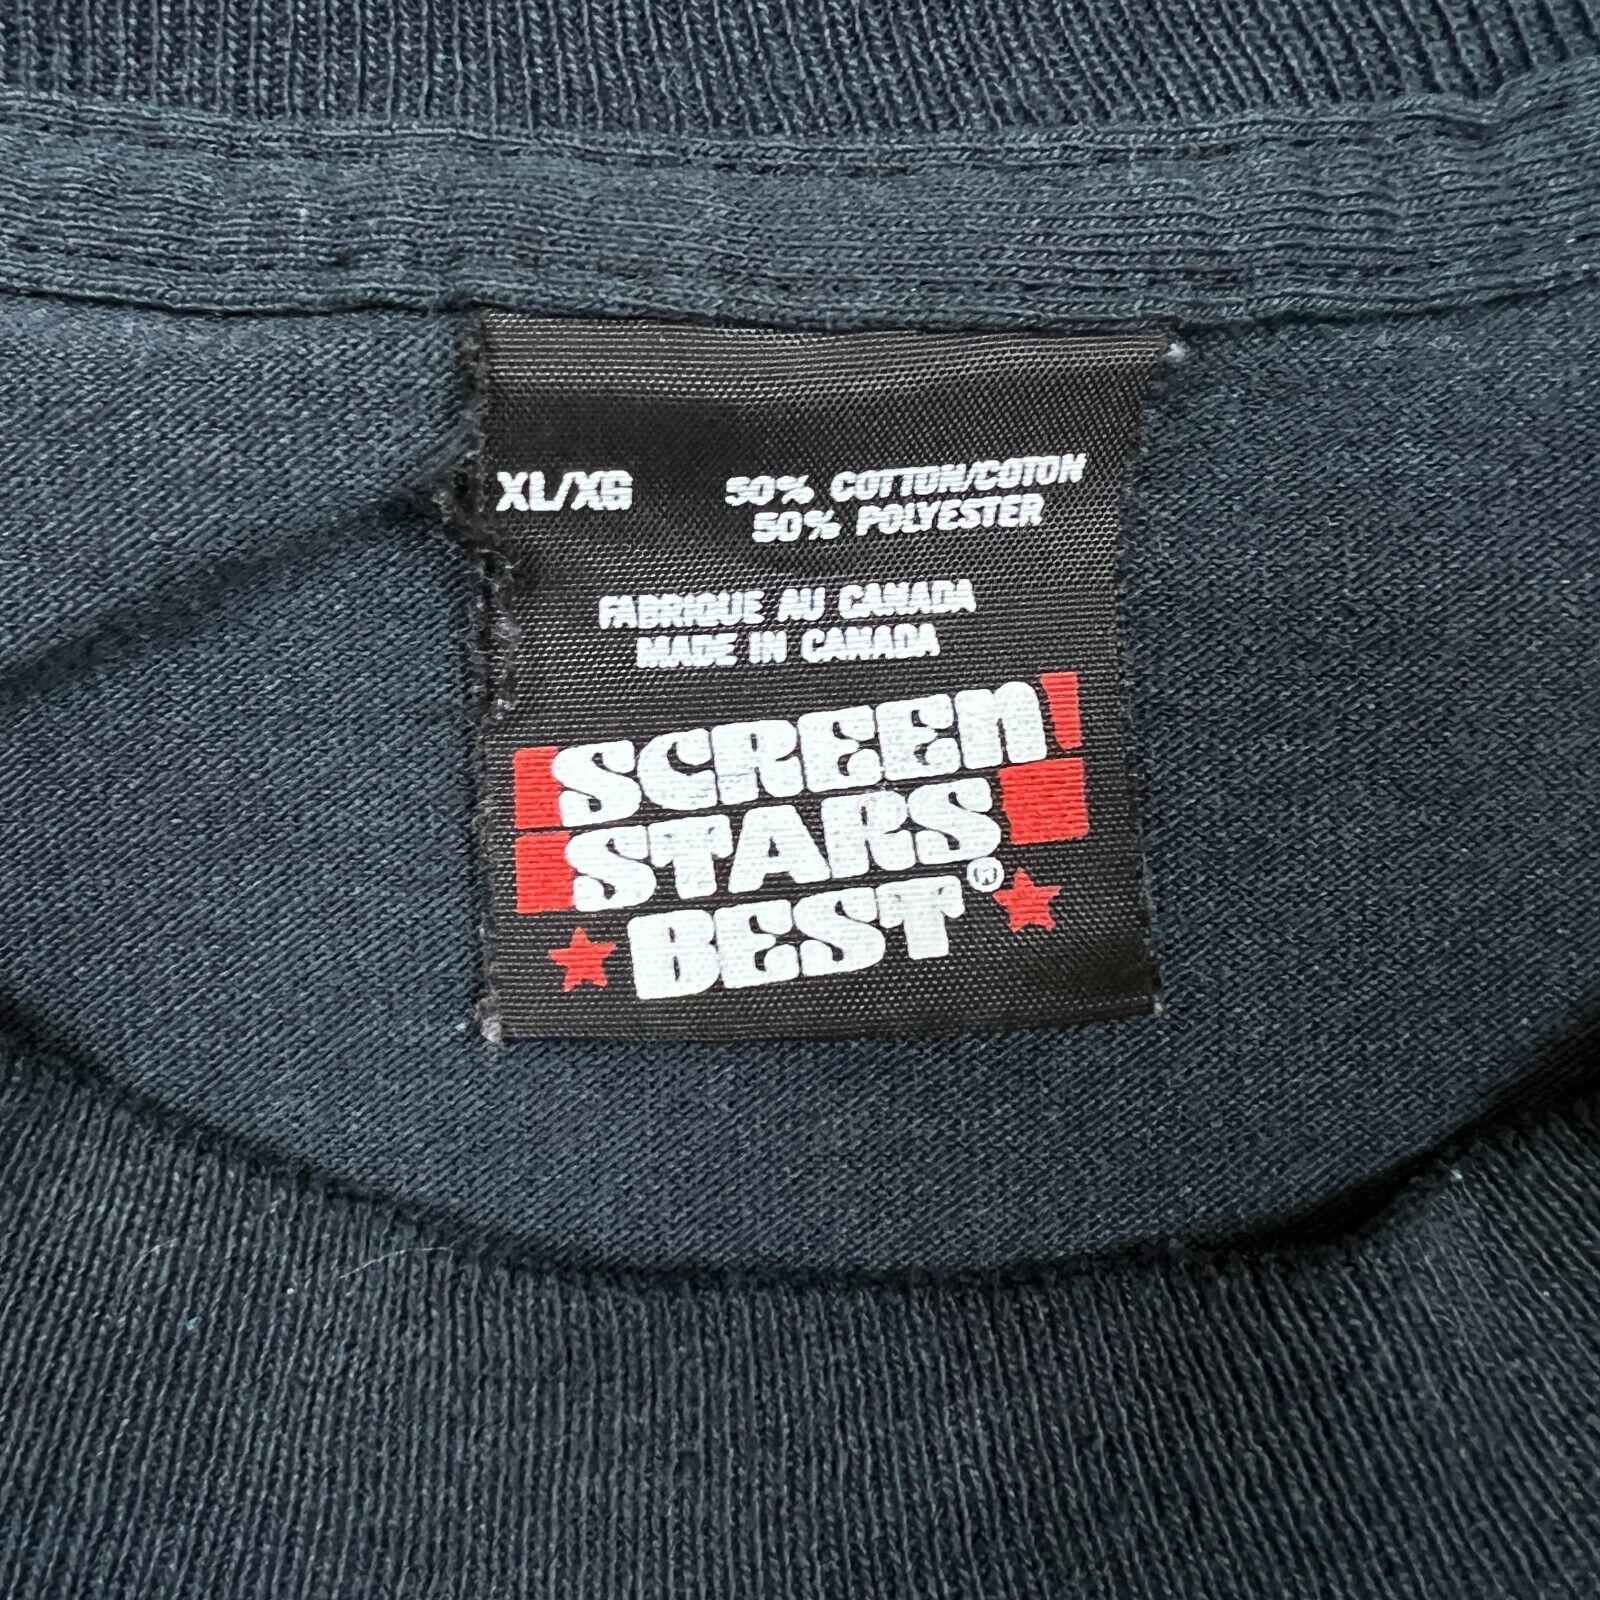 XL/XG 50% COTTON/COTON
50% POLYESTER
FABRIQUE AU CANADA
MADE IN CANADA
SCREEN
STARS
BEST®